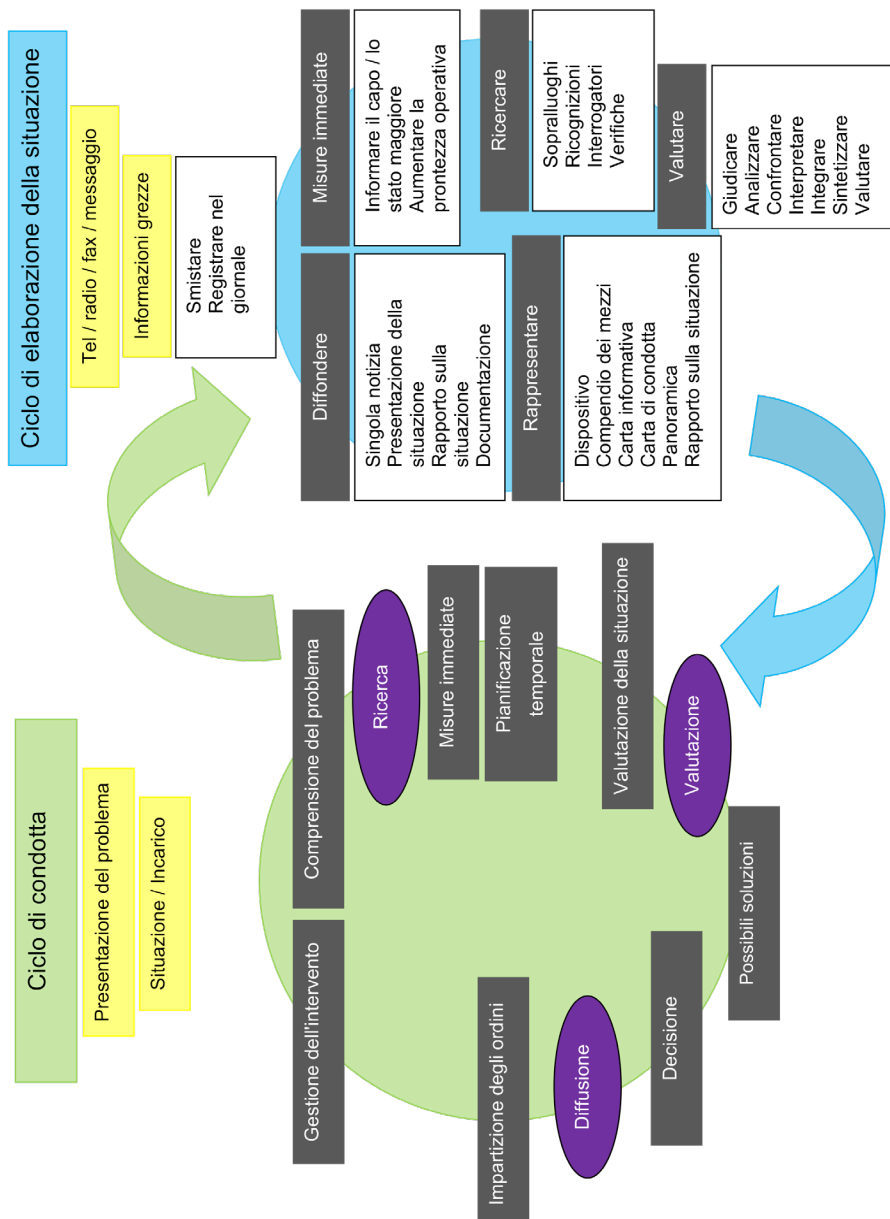 Ciclo di condotta
Presentazione del problema
Situazione / Incarico
Gestione dell'intervento
Comprensione del problema
Ricerca
Misure immediate
Pianificazione
temporale
Valutazione della situazione
Valutazione
Possibili soluzioni
Decisione
Diffusione
Impartizione degli ordini
Ciclo di elaborazione della situazione
Tel / radio / fax / messaggio
Informazioni grezze
Smistare
Registrare nel
giornale
Diffondere
Singola notizia
Presentazione della
situazione
Rapporto sulla
situazione
Documentazione
Misure immediate
Informare il capo / lo
stato maggiore
Aumentare la
prontezza operativa
Ricercare
Sopralluoghi
Ricognizioni
Interrogatori
Verifiche
Rappresentare
Dispositivo
Compendio dei mezzi
Carta informativa
Carta di condotta
Panoramica
Rapporto sulla situazione
Valutare
Giudicare
Analizzare
Confrontare
Interpretare
Integrare
Sintetizzare
Valutare